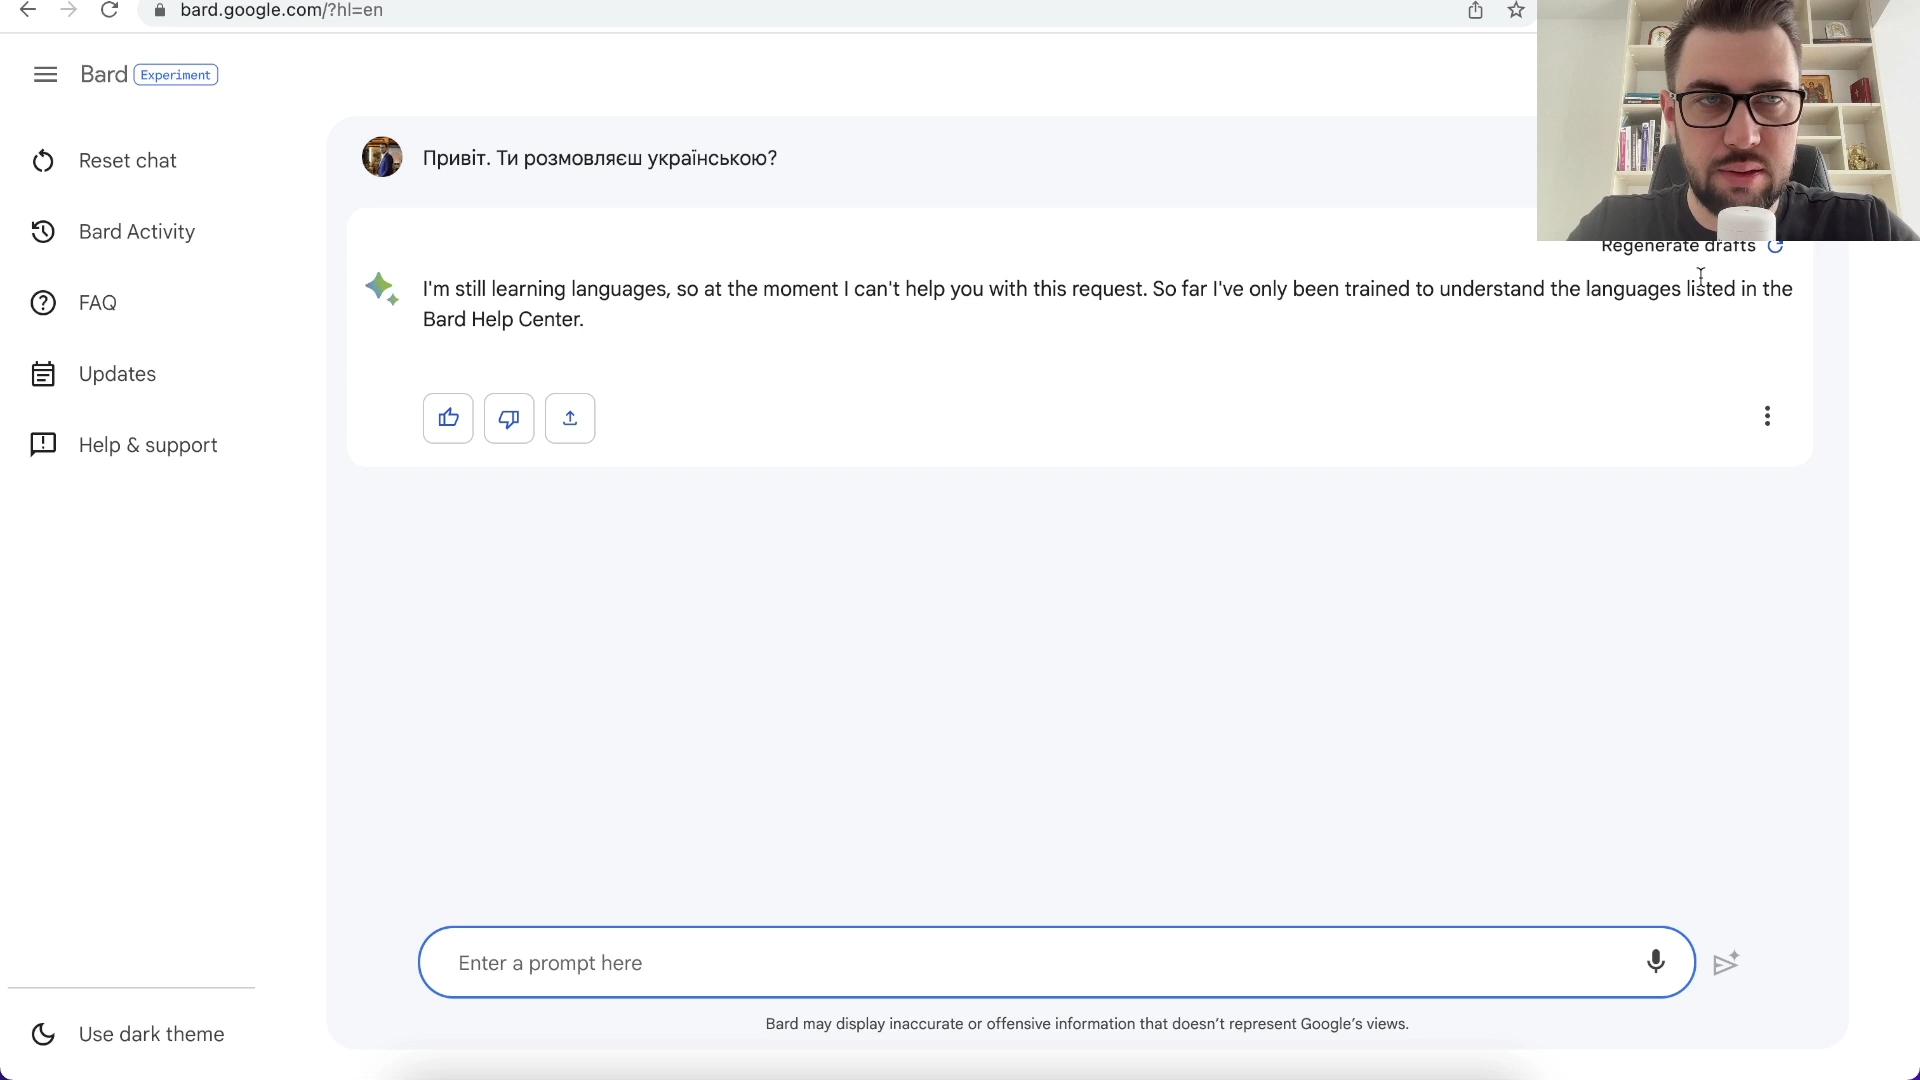 bard.google.com/?hl=en
Bard Experiment
Reset chat
Bard Activity
FAQ
Updates
Help & support
Use dark theme
Привіт. Ти розмовляєш українською?
Regenerate drafts
I'm still learning languages, so at the moment I can't help you with this request. So far I've only been trained to understand the languages listed in the
Bard Help Center.
Enter a prompt here
Bard may display inaccurate or offensive information that doesn't represent Google's views.